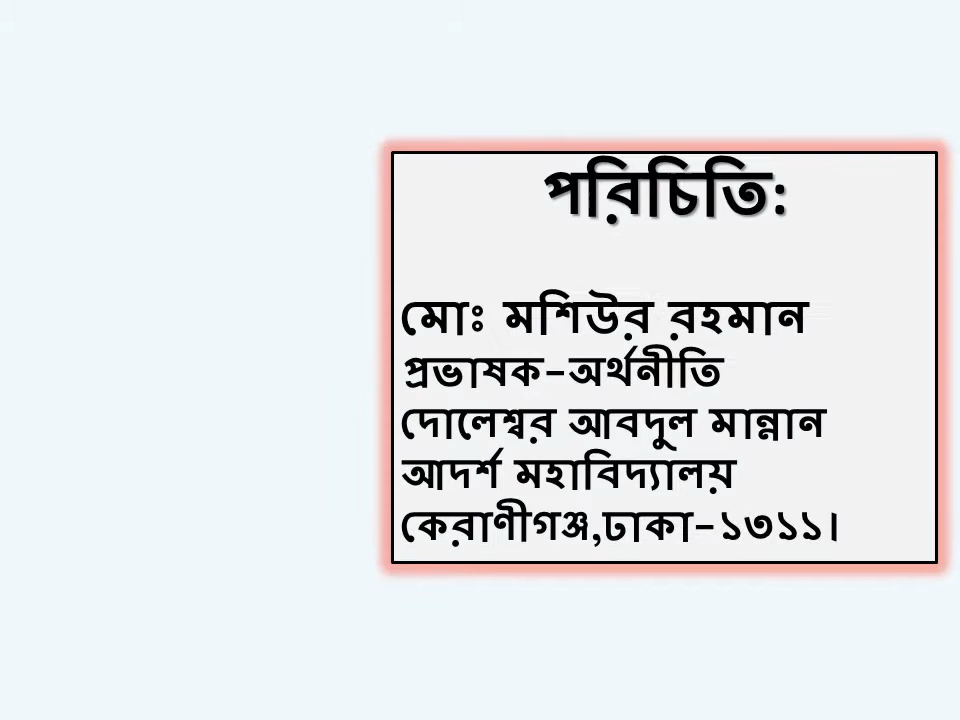 পরিচিতি:
মোঃ মশিউর রহমান
প্রভাষক–অর্থনীতি
দোলেশ্বর আবদুল মান্নান
আদর্শ মহাবিদ্যালয়
কেরাণীগঞ্জ,ঢাকা–১৩১১।